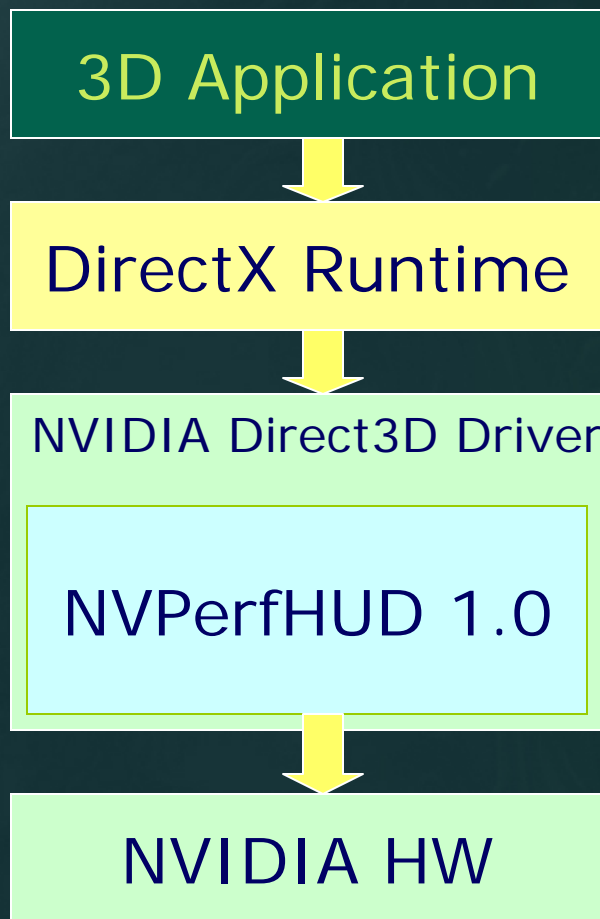 3D Application
DirectX Runtime
NVIDIA Direct3D Driver
NVPerfHUD 1.0
NVIDIA HW